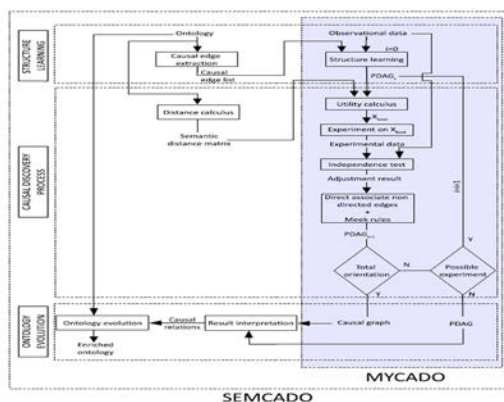 STRUCTURE
LEARNING
Ontology
Observational data
i=0
Causal edge
extraction
Structure learning
Causal
edge list
PDAG
CAUSAL DISCOVERY
PROCESS
Distance calculus
Utility calculus
Semantic
distance matrix
X
Experiment on X
Experimental data
Independence test
Adjustment result
Direct associate non
directed edges
+
Meek rules
PDAG
Total
orientation
N
Possible
experiment
Y
Y
N
ONTOLOGY
EVOLUTION
Ontology evolution
Causal
relations
Result interpretation
Causal graph
PDAG
Enriched
ontology
MYCADO
SEMCADO